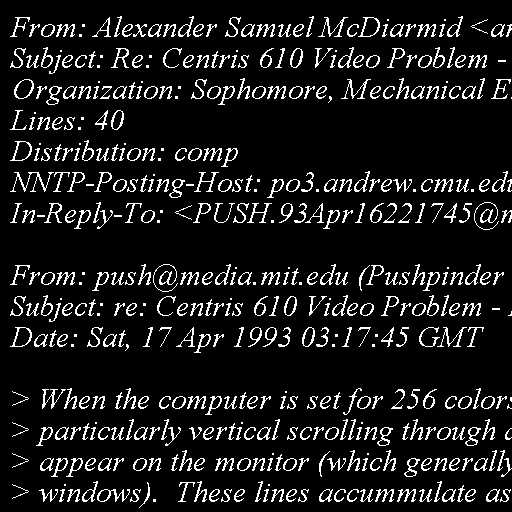 From: Alexander Samuel McDiarmid <
Subject: Re: Centris 610 Video Problem -
Organization: Sophomore, Mechanical
Lines: 40
Distribution: comp
NNTP-Posting-Host: po3.andrew.cmu.edu
In-Reply-To: <PUSH.93Apr16221745@

From: push@media.mit.edu (Pushpinder
Subject: re: Centris 610 Video Problem -
Date: Sat, 17 Apr 1993 03:17:45 GMT

> When the computer is set for 256 colors
> particularly vertical scrolling through
> appear on the monitor (which generally
> windows).  These lines accummulate as